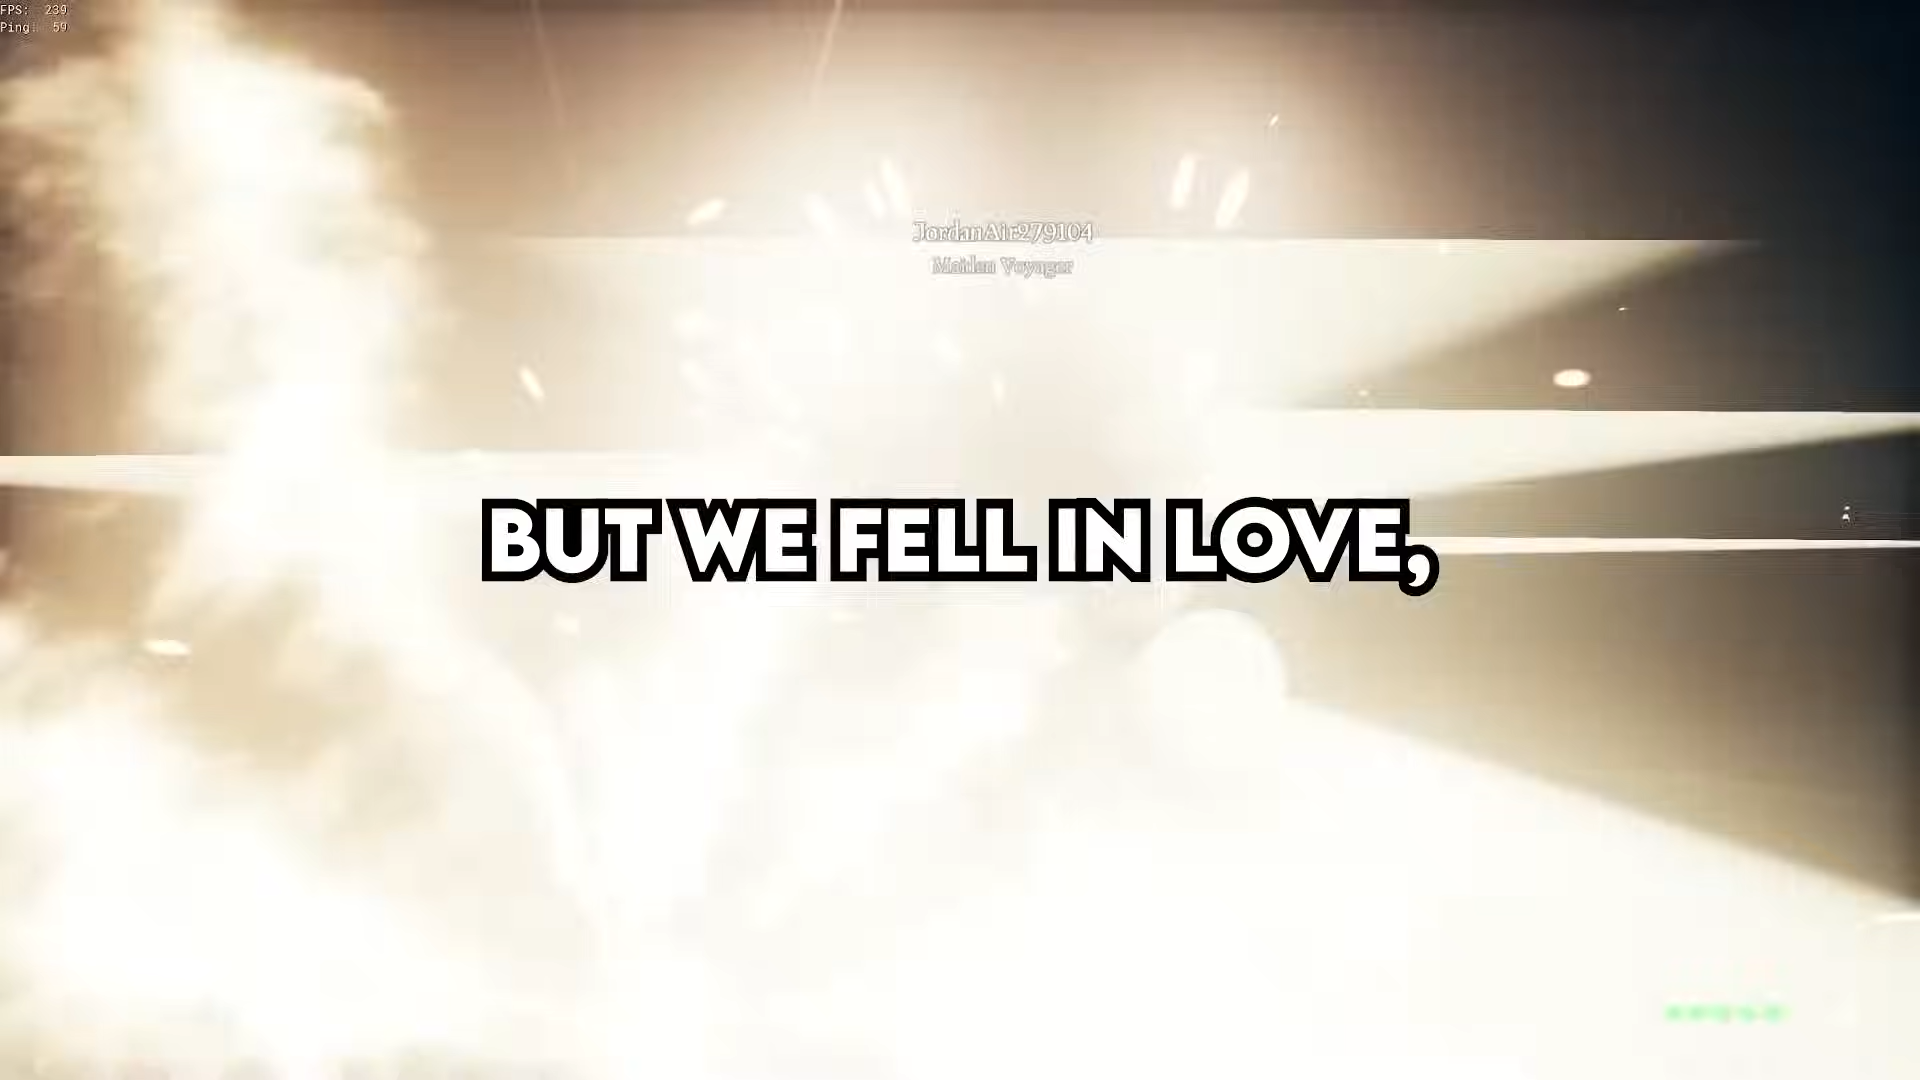 FPS: 239
Ping: 59
JordanAir279104
Maiden Voyager
BUT WE FELL IN LOVE,